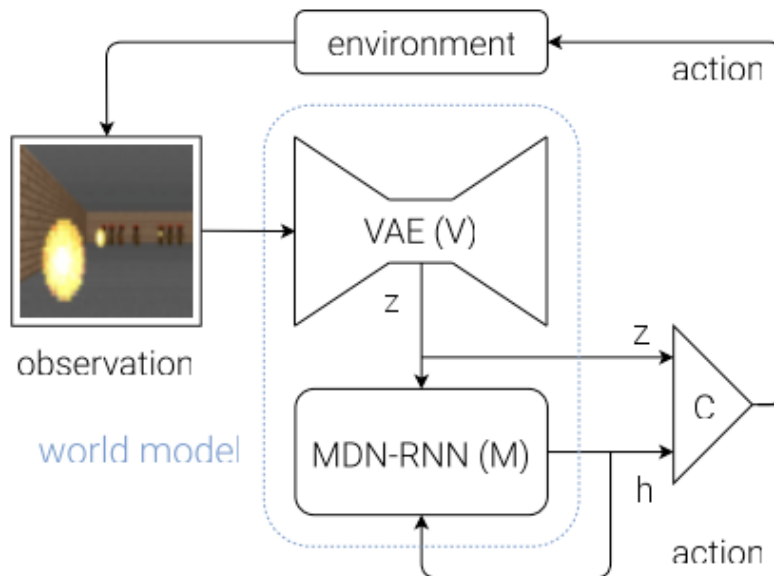 environment
action
VAE (V)
z
z
observation
C
world model
MDN-RNN (M)
h
action